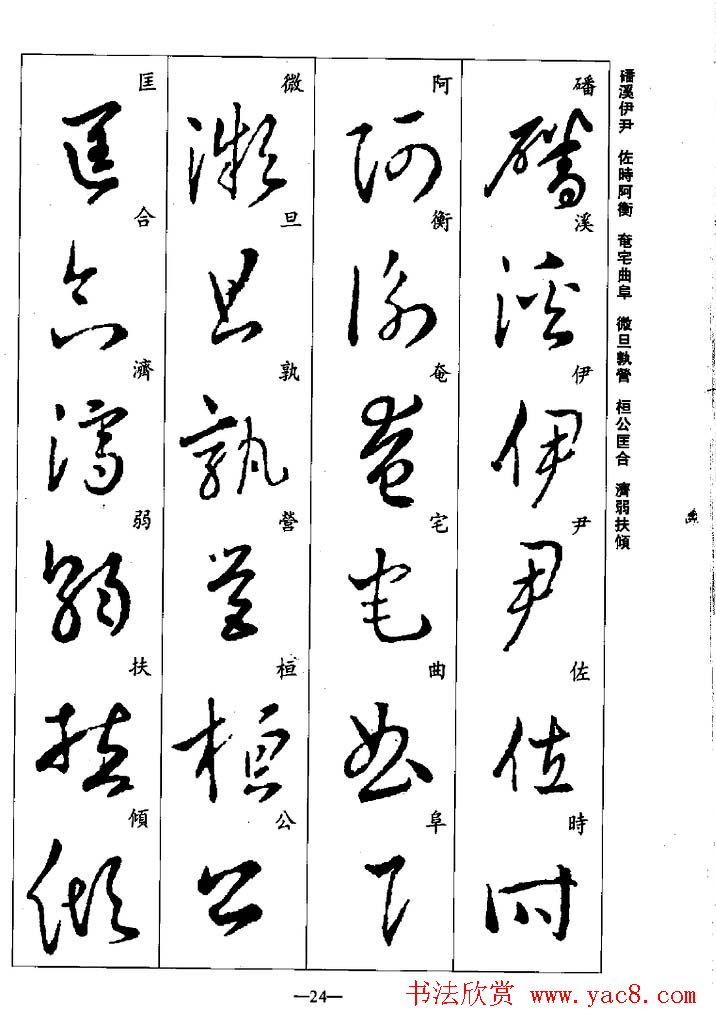 磻溪伊尹 佐時阿衡 奄宅曲阜 微旦孰營 桓公匡合 濟弱扶傾
磻溪伊尹佐時
阿衡奄宅曲阜
微旦孰營桓公
匡合濟弱扶傾
—24—
书法欣赏 www.yac8.com